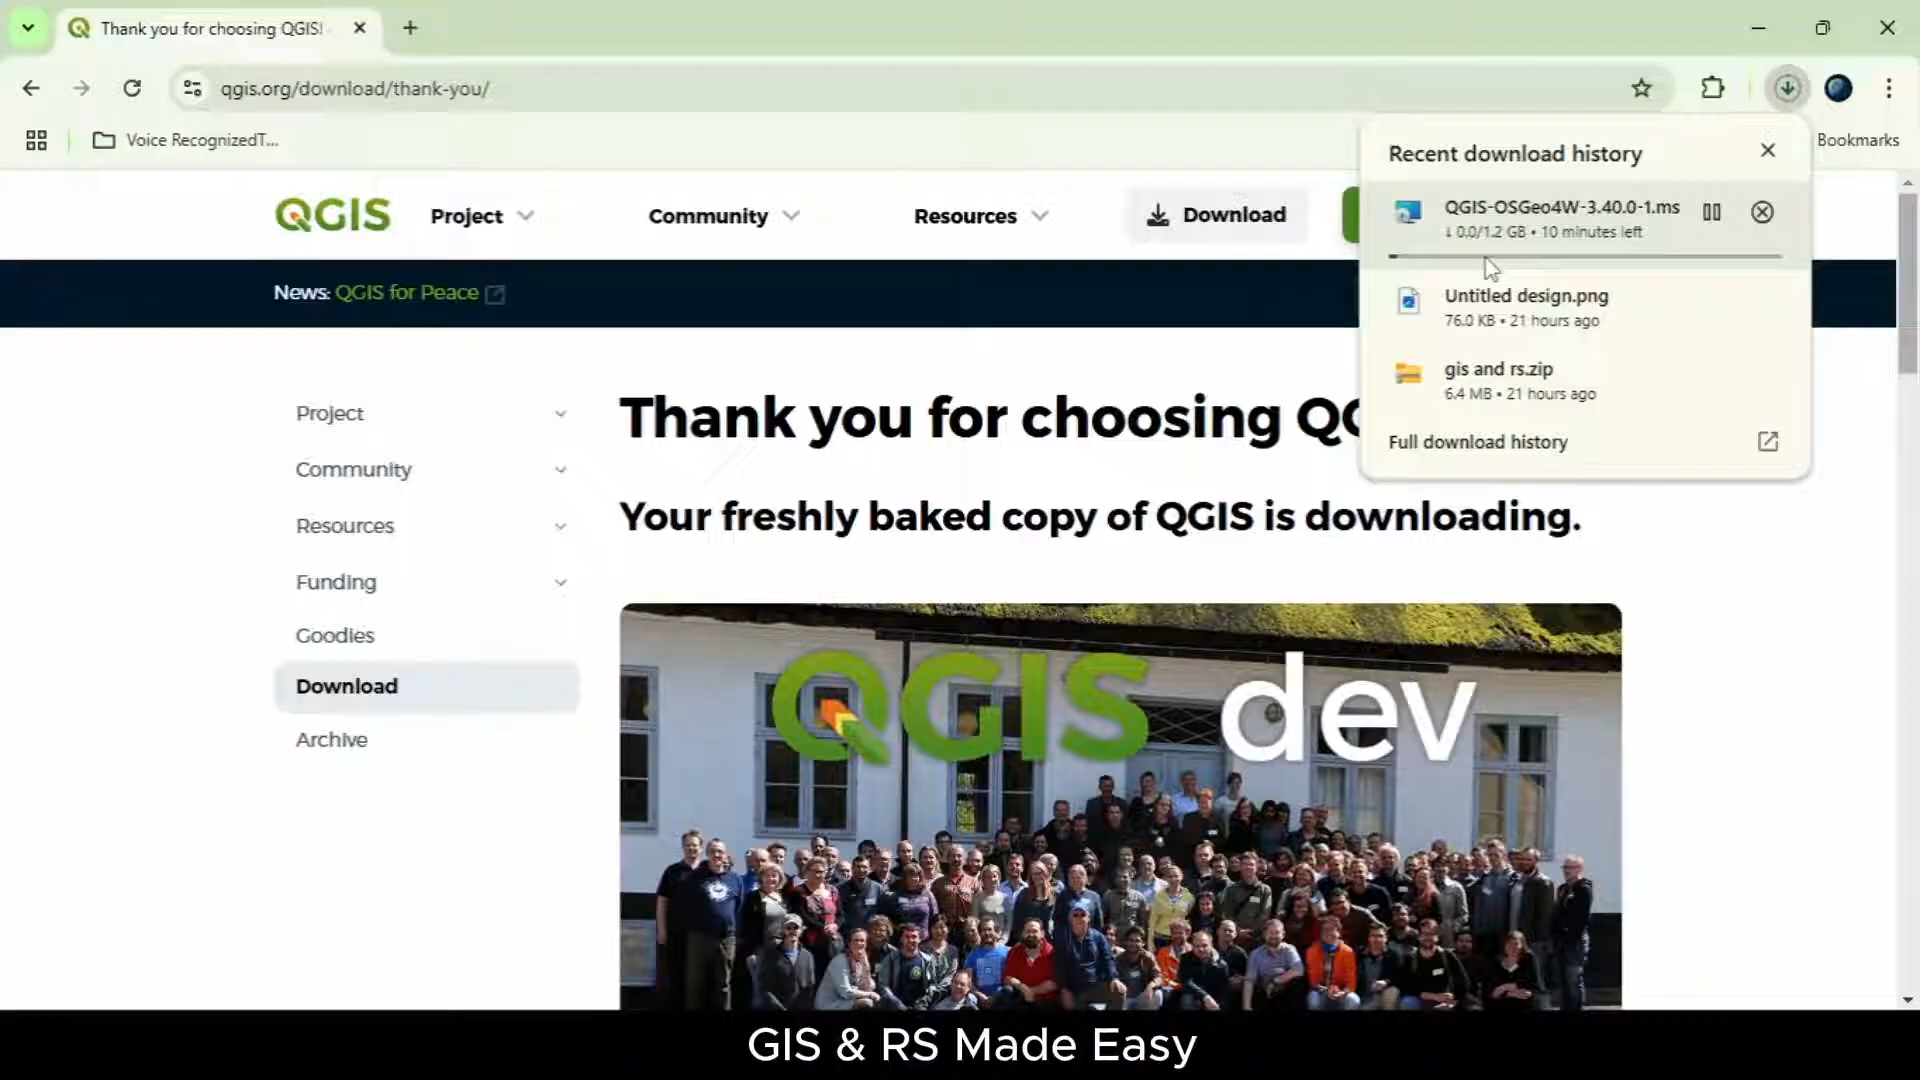 Thank you for choosing QGIS!
qgis.org/download/thank-you/
Voice RecognizedT...
Bookmarks
Recent download history
QGIS-OSGeo4W-3.40.0-1.ms
↓ 0.0/1.2 GB • 10 minutes left
Untitled design.png
76.0 KB • 21 hours ago
gis and rs.zip
6.4 MB • 21 hours ago
Full download history
QGIS Project Community Resources Download
News: QGIS for Peace
Project
Community
Resources
Funding
Goodies
Download
Archive
Thank you for choosing QG
Your freshly baked copy of QGIS is downloading.
QGIS dev
GIS & RS Made Easy